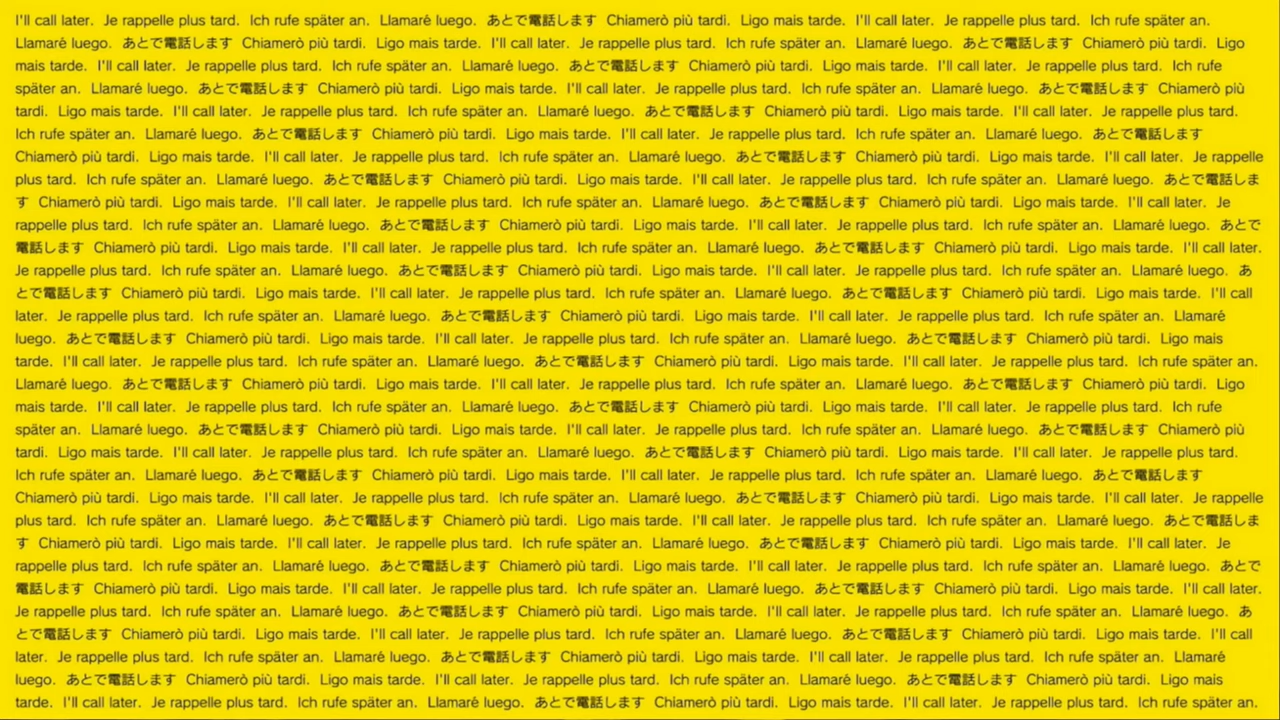 I'll call later. Je rappelle plus tard. Ich rufe später an. Llamaré luego. あとで電話します Chiamerò più tardi. Ligo mais tarde. I'll call later. Je rappelle plus tard. Ich rufe später an.
Llamaré luego. あとで電話します Chiamerò più tardi. Ligo mais tarde. I'll call later. Je rappelle plus tard. Ich rufe später an. Llamaré luego. あとで電話します Chiamerò più tardi. Ligo
mais tarde. I'll call later. Je rappelle plus tard. Ich rufe später an. Llamaré luego. あとで電話します Chiamerò più tardi. Ligo mais tarde. I'll call later. Je rappelle plus tard. Ich rufe
später an. Llamaré luego. あとで電話します Chiamerò più tardi. Ligo mais tarde. I'll call later. Je rappelle plus tard. Ich rufe später an. Llamaré luego. あとで電話します Chiamerò più
tardi. Ligo mais tarde. I'll call later. Je rappelle plus tard. Ich rufe später an. Llamaré luego. あとで電話します Chiamerò più tardi. Ligo mais tarde. I'll call later. Je rappelle plus tard.
Ich rufe später an. Llamaré luego. あとで電話します Chiamerò più tardi. Ligo mais tarde. I'll call later. Je rappelle plus tard. Ich rufe später an. Llamaré luego. あとで電話します
Chiamerò più tardi. Ligo mais tarde. I'll call later. Je rappelle plus tard. Ich rufe später an. Llamaré luego. あとで電話します Chiamerò più tardi. Ligo mais tarde. I'll call later. Je rappelle
plus tard. Ich rufe später an. Llamaré luego. あとで電話します Chiamerò più tardi. Ligo mais tarde. I'll call later. Je rappelle plus tard. Ich rufe später an. Llamaré luego. あとで電話しま
す Chiamerò più tardi. Ligo mais tarde. I'll call later. Je rappelle plus tard. Ich rufe später an. Llamaré luego. あとで電話します Chiamerò più tardi. Ligo mais tarde. I'll call later. Je
rappelle plus tard. Ich rufe später an. Llamaré luego. あとで電話します Chiamerò più tardi. Ligo mais tarde. I'll call later. Je rappelle plus tard. Ich rufe später an. Llamaré luego. あとで
電話します Chiamerò più tardi. Ligo mais tarde. I'll call later. Je rappelle plus tard. Ich rufe später an. Llamaré luego. あとで電話します Chiamerò più tardi. Ligo mais tarde. I'll call later.
Je rappelle plus tard. Ich rufe später an. Llamaré luego. あとで電話します Chiamerò più tardi. Ligo mais tarde. I'll call later. Je rappelle plus tard. Ich rufe später an. Llamaré luego. あ
とで電話します Chiamerò più tardi. Ligo mais tarde. I'll call later. Je rappelle plus tard. Ich rufe später an. Llamaré luego. あとで電話します Chiamerò più tardi. Ligo mais tarde. I'll call
later. Je rappelle plus tard. Ich rufe später an. Llamaré luego. あとで電話します Chiamerò più tardi. Ligo mais tarde. I'll call later. Je rappelle plus tard. Ich rufe später an. Llamaré
luego. あとで電話します Chiamerò più tardi. Ligo mais tarde. I'll call later. Je rappelle plus tard. Ich rufe später an. Llamaré luego. あとで電話します Chiamerò più tardi. Ligo mais
tarde. I'll call later. Je rappelle plus tard. Ich rufe später an. Llamaré luego. あとで電話します Chiamerò più tardi. Ligo mais tarde. I'll call later. Je rappelle plus tard. Ich rufe später an.
Llamaré luego. あとで電話します Chiamerò più tardi. Ligo mais tarde. I'll call later. Je rappelle plus tard. Ich rufe später an. Llamaré luego. あとで電話します Chiamerò più tardi. Ligo
mais tarde. I'll call later. Je rappelle plus tard. Ich rufe später an. Llamaré luego. あとで電話します Chiamerò più tardi. Ligo mais tarde. I'll call later. Je rappelle plus tard. Ich rufe
später an. Llamaré luego. あとで電話します Chiamerò più tardi. Ligo mais tarde. I'll call later. Je rappelle plus tard. Ich rufe später an. Llamaré luego. あとで電話します Chiamerò più
tardi. Ligo mais tarde. I'll call later. Je rappelle plus tard. Ich rufe später an. Llamaré luego. あとで電話します Chiamerò più tardi. Ligo mais tarde. I'll call later. Je rappelle plus tard.
Ich rufe später an. Llamaré luego. あとで電話します Chiamerò più tardi. Ligo mais tarde. I'll call later. Je rappelle plus tard. Ich rufe später an. Llamaré luego. あとで電話します
Chiamerò più tardi. Ligo mais tarde. I'll call later. Je rappelle plus tard. Ich rufe später an. Llamaré luego. あとで電話します Chiamerò più tardi. Ligo mais tarde. I'll call later. Je rappelle
plus tard. Ich rufe später an. Llamaré luego. あとで電話します Chiamerò più tardi. Ligo mais tarde. I'll call later. Je rappelle plus tard. Ich rufe später an. Llamaré luego. あとで電話しま
す Chiamerò più tardi. Ligo mais tarde. I'll call later. Je rappelle plus tard. Ich rufe später an. Llamaré luego. あとで電話します Chiamerò più tardi. Ligo mais tarde. I'll call later. Je
rappelle plus tard. Ich rufe später an. Llamaré luego. あとで電話します Chiamerò più tardi. Ligo mais tarde. I'll call later. Je rappelle plus tard. Ich rufe später an. Llamaré luego. あとで
電話します Chiamerò più tardi. Ligo mais tarde. I'll call later. Je rappelle plus tard. Ich rufe später an. Llamaré luego. あとで電話します Chiamerò più tardi. Ligo mais tarde. I'll call later.
Je rappelle plus tard. Ich rufe später an. Llamaré luego. あとで電話します Chiamerò più tardi. Ligo mais tarde. I'll call later. Je rappelle plus tard. Ich rufe später an. Llamaré luego. あ
とで電話します Chiamerò più tardi. Ligo mais tarde. I'll call later. Je rappelle plus tard. Ich rufe später an. Llamaré luego. あとで電話します Chiamerò più tardi. Ligo mais tarde. I'll call
later. Je rappelle plus tard. Ich rufe später an. Llamaré luego. あとで電話します Chiamerò più tardi. Ligo mais tarde. I'll call later. Je rappelle plus tard. Ich rufe später an. Llamaré
luego. あとで電話します Chiamerò più tardi. Ligo mais tarde. I'll call later. Je rappelle plus tard. Ich rufe später an. Llamaré luego. あとで電話します Chiamerò più tardi. Ligo mais
tarde. I'll call later. Je rappelle plus tard. Ich rufe später an. Llamaré luego. あとで電話します Chiamerò più tardi. Ligo mais tarde. I'll call later. Je rappelle plus tard. Ich rufe später an.